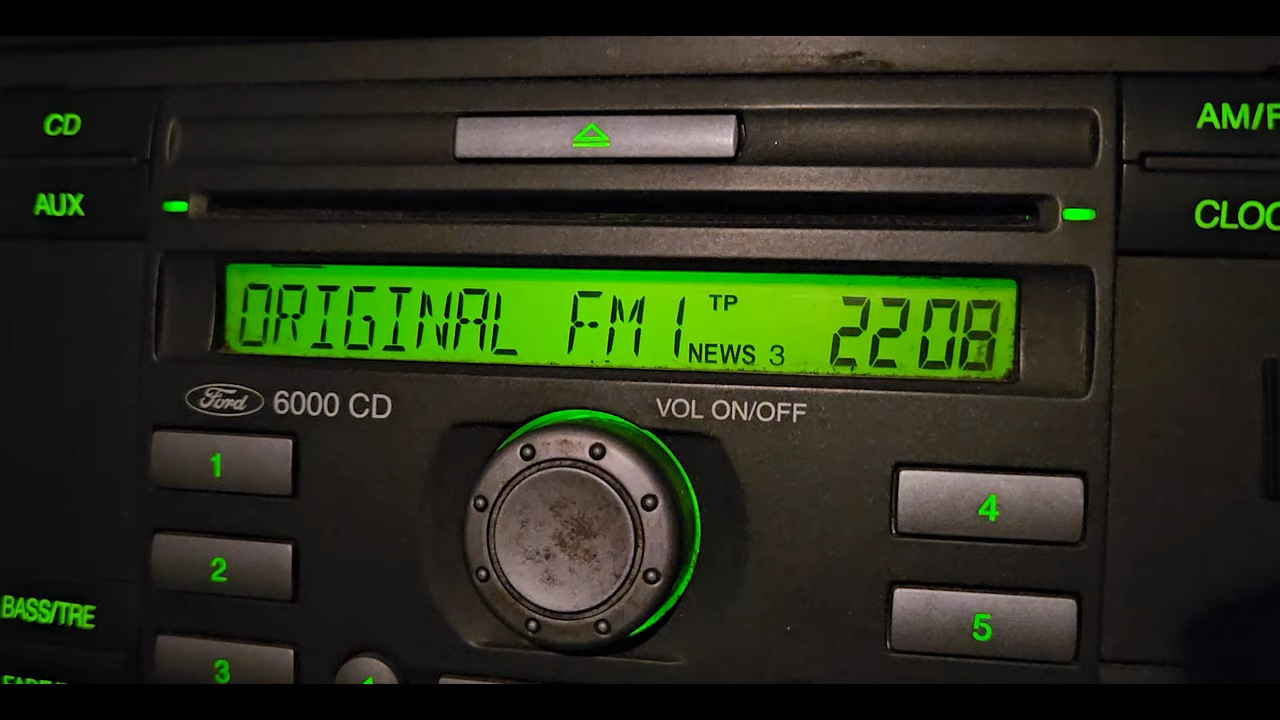 CD
AM/F
AUX
CLOC
ORIGINAL FM1 TP NEWS 3 2208
Ford 6000 CD
VOL ON/OFF
1
4
2
5
BASS/TRE
3